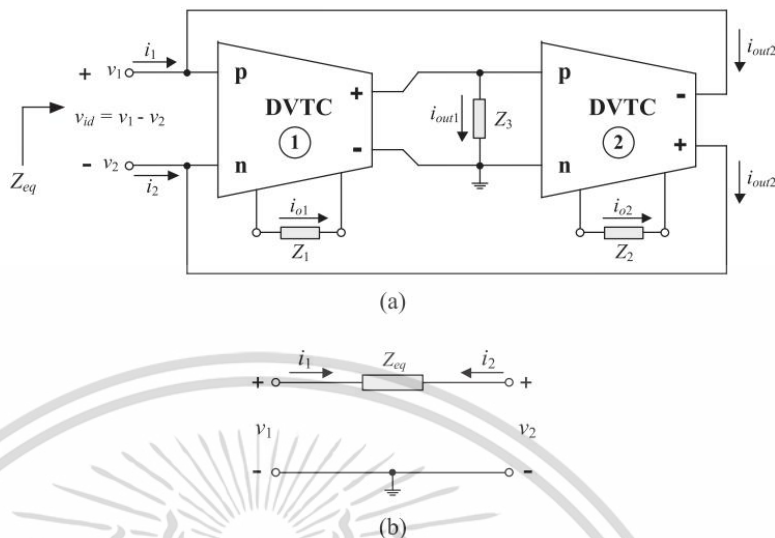 i1
iout2
+ v1
p
DVTC
1
+
-
iout1
Z3
p
DVTC
2
-
+
vid = v1 - v2
Zeq
- v2
i2
n
n
iout2
io1
Z1
io2
Z2
(a)
i1 Zeq i2
+ +
v1 v2
- -
(b)